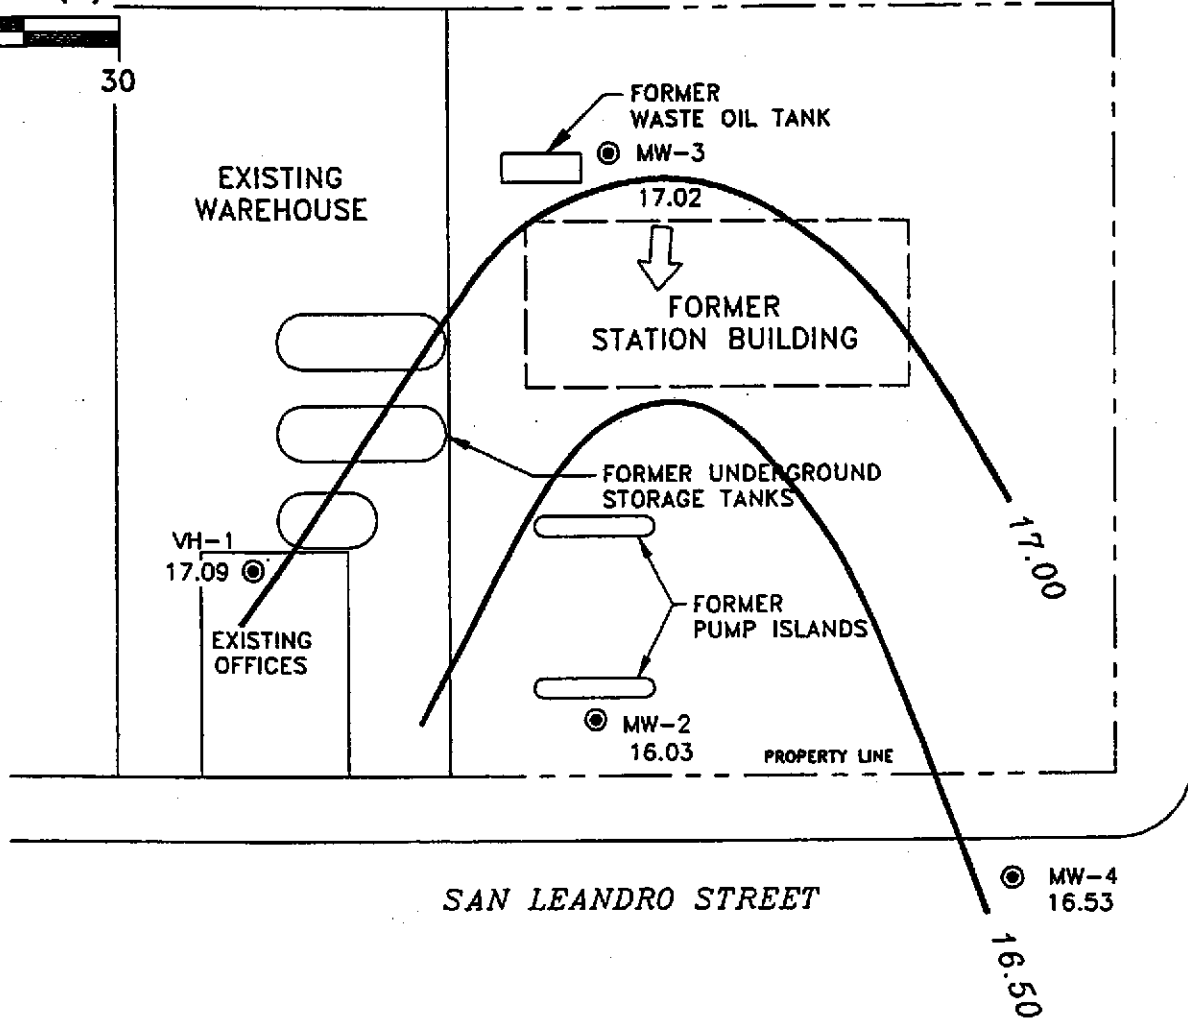 30
FORMER
WASTE OIL TANK
MW-3
17.02
EXISTING
WAREHOUSE
FORMER
STATION BUILDING
FORMER UNDERGROUND
STORAGE TANKS
VH-1
17.09
17.00
FORMER
PUMP ISLANDS
EXISTING
OFFICES
MW-2
16.03
PROPERTY LINE
MW-4
16.53
SAN LEANDRO STREET
16.50